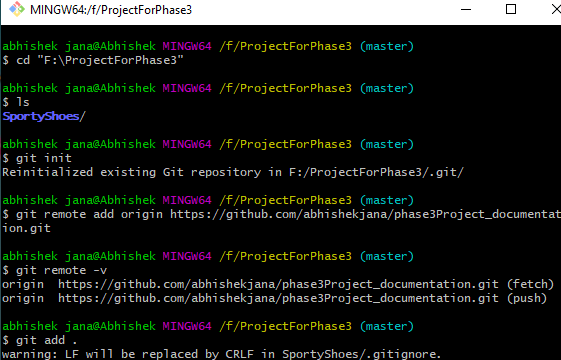 MINGW64:/f/ProjectForPhase3
abhishek jana@Abhishek MINGW64 /f/ProjectForPhase3 (master)
$ cd "F:\ProjectForPhase3"
abhishek jana@Abhishek MINGW64 /f/ProjectForPhase3 (master)
$ ls
SportyShoes/
abhishek jana@Abhishek MINGW64 /f/ProjectForPhase3 (master)
$ git init
Reinitialized existing Git repository in F:/ProjectForPhase3/.git/
abhishek jana@Abhishek MINGW64 /f/ProjectForPhase3 (master)
$ git remote add origin https://github.com/abhishekjana/phase3Project_documentat
ion.git
abhishek jana@Abhishek MINGW64 /f/ProjectForPhase3 (master)
$ git remote -v
origin  https://github.com/abhishekjana/phase3Project_documentation.git (fetch)
origin  https://github.com/abhishekjana/phase3Project_documentation.git (push)
abhishek jana@Abhishek MINGW64 /f/ProjectForPhase3 (master)
$ git add .
warning: LF will be replaced by CRLF in SportyShoes/.gitignore.